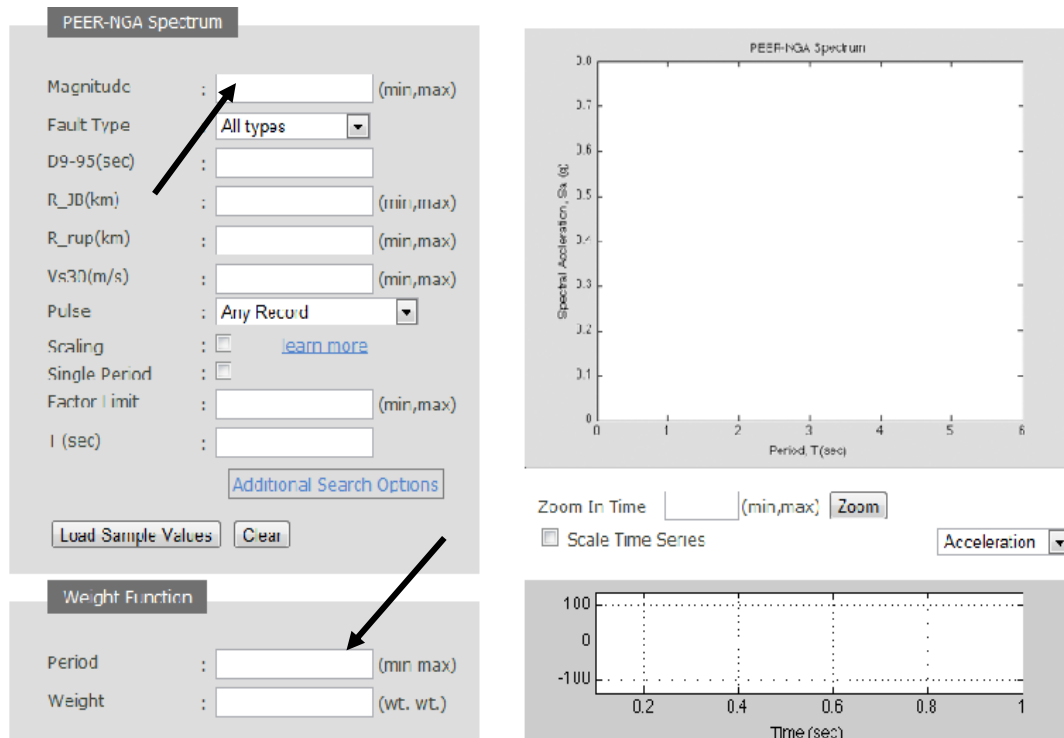 PEER-NGA Spectrum
Magnitude : (min,max)
Fault Type : All types
D9-95(sec) :
R_JB(km) : (min,max)
R_rup(km) : (min,max)
Vs30(m/s) : (min,max)
Pulse : Any Record
Scaling : learn more
Single Period :
Factor Limit : (min,max)
T (sec) :
Additional Search Options
Load Sample Values Clear
Weight Function
Period : (min max)
Weight : (wt. wt.)
PEER-NGA Spectrum
0.8
0.7
0.6
0.5
0.4
0.3
0.2
0.1
0
Spectral Accleration, Sa (g)
0 1 2 3 4 5 6
Period, T (sec)
Zoom In Time (min,max) Zoom
Scale Time Series Acceleration
100
0
-100
0.2 0.4 0.6 0.8 1
Time (sec)